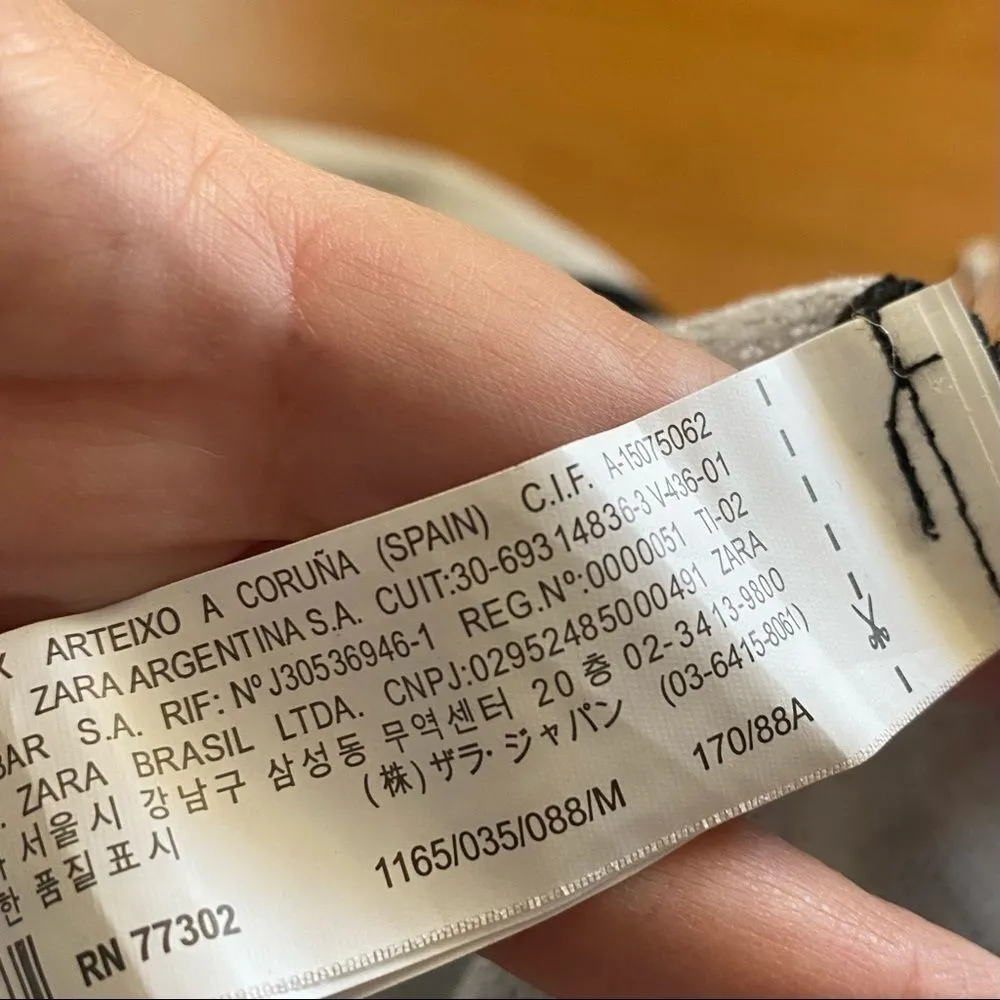 ARTEIXO A CORUÑA (SPAIN) C.I.F. A-15075062
ZARA ARGENTINA S.A. CUIT:30-69314836-3 V-436-01
BAR S.A. RIF: Nº J30536946-1 REG.Nº:0000051 TI-02
ZARA BRASIL LTDA. CNPJ:02952485000491 ZARA
서울시 강남구 삼성동 무역센터 20층 02-3413-9800
한 품질표시 (株)ザラ・ジャパン (03-6415-8061)
1165/035/088/M 170/88A
RN 77302